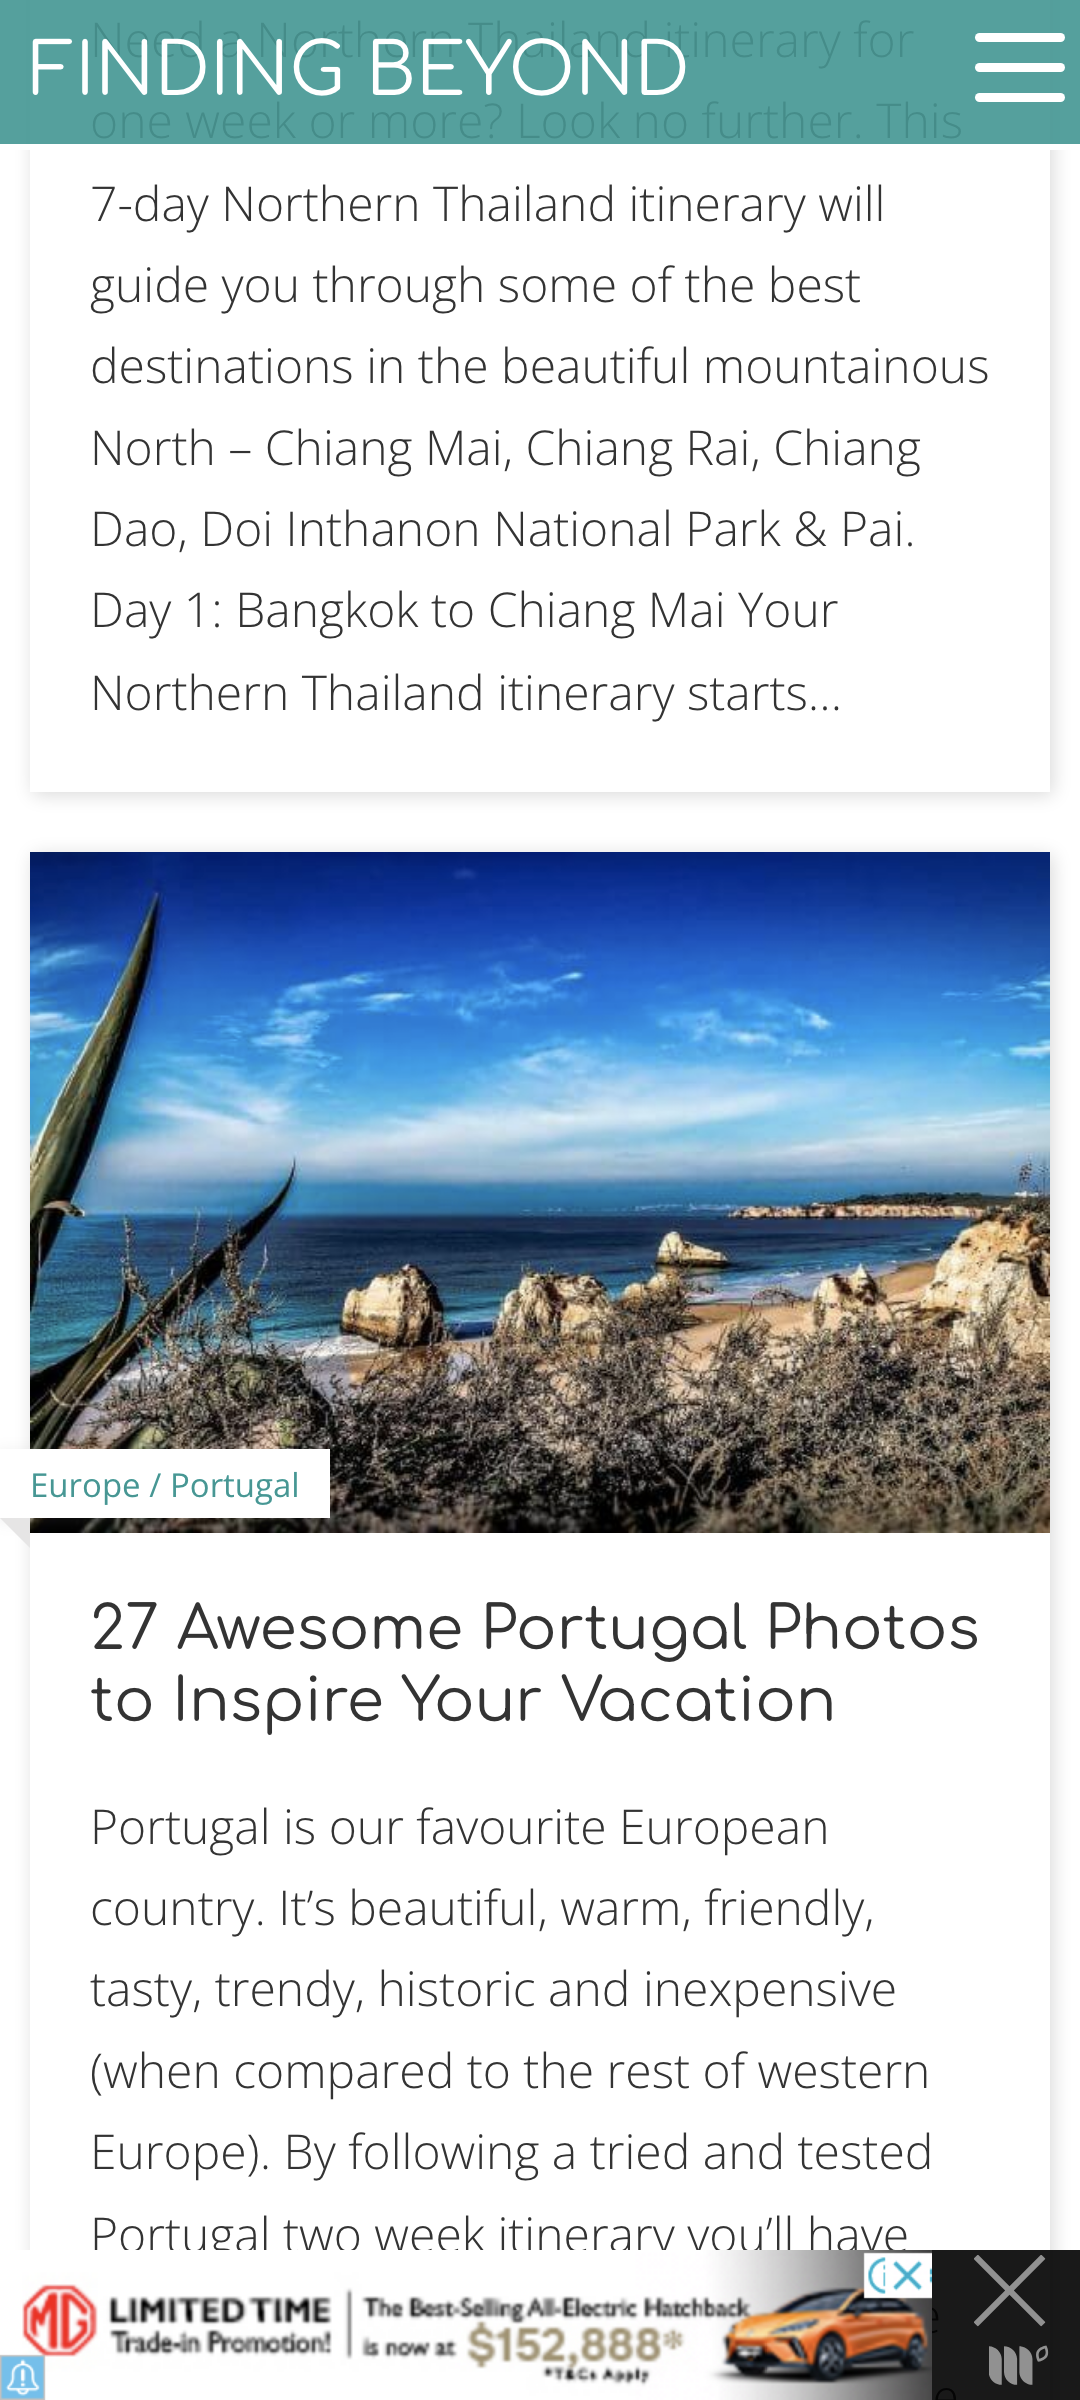 Need a Northern Thailand itinerary for
FINDING BEYOND
one week or more? Look no further. This
7-day Northern Thailand itinerary will
guide you through some of the best
destinations in the beautiful mountainous
North – Chiang Mai, Chiang Rai, Chiang
Dao, Doi Inthanon National Park & Pai.
Day 1: Bangkok to Chiang Mai Your
Northern Thailand itinerary starts...
Europe / Portugal
27 Awesome Portugal Photos
to Inspire Your Vacation
Portugal is our favourite European
country. It’s beautiful, warm, friendly,
tasty, trendy, historic and inexpensive
(when compared to the rest of western
Europe). By following a tried and tested
Portugal two week itinerary you’ll have
MG
LIMITED TIME
Trade-in Promotion!
The Best-Selling All-Electric Hatchback
is now at $152,888*
*T&Cs Apply